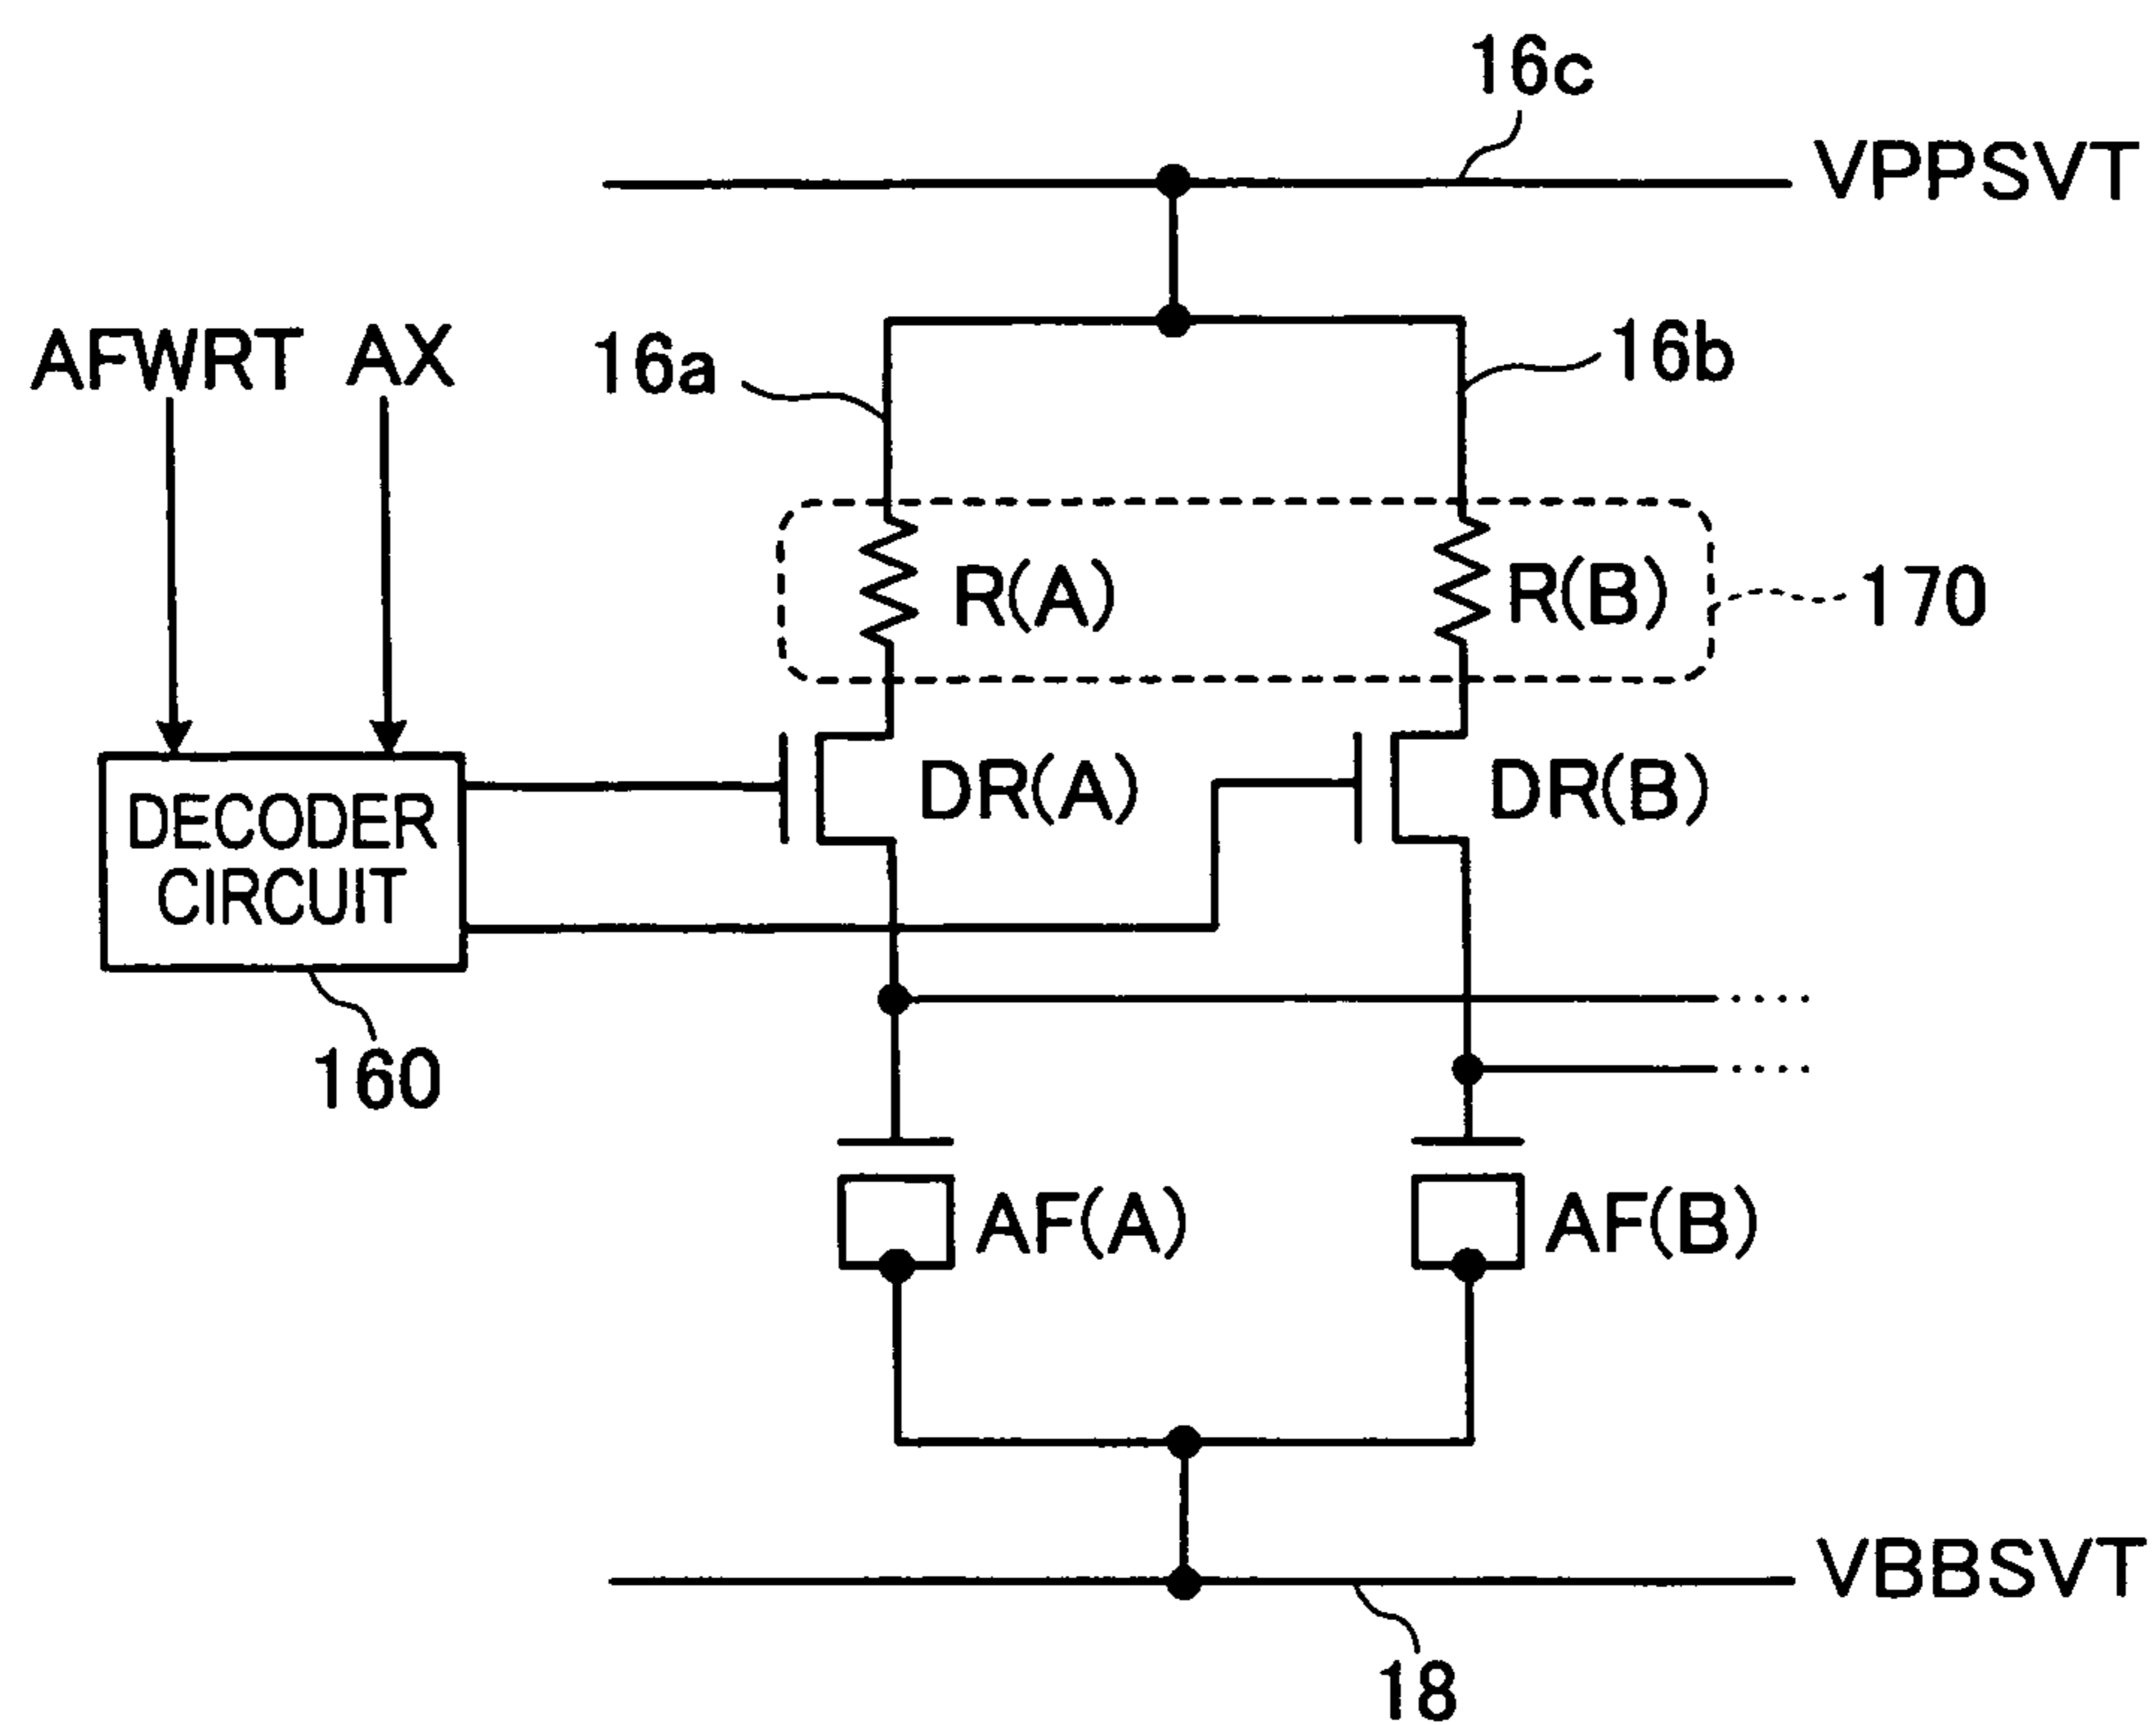 16c
VPPSVT
AFWRT AX
16a
16b
R(A)
R(B)
170
DECODER
CIRCUIT
DR(A)
DR(B)
160
AF(A)
AF(B)
VBBSVT
18